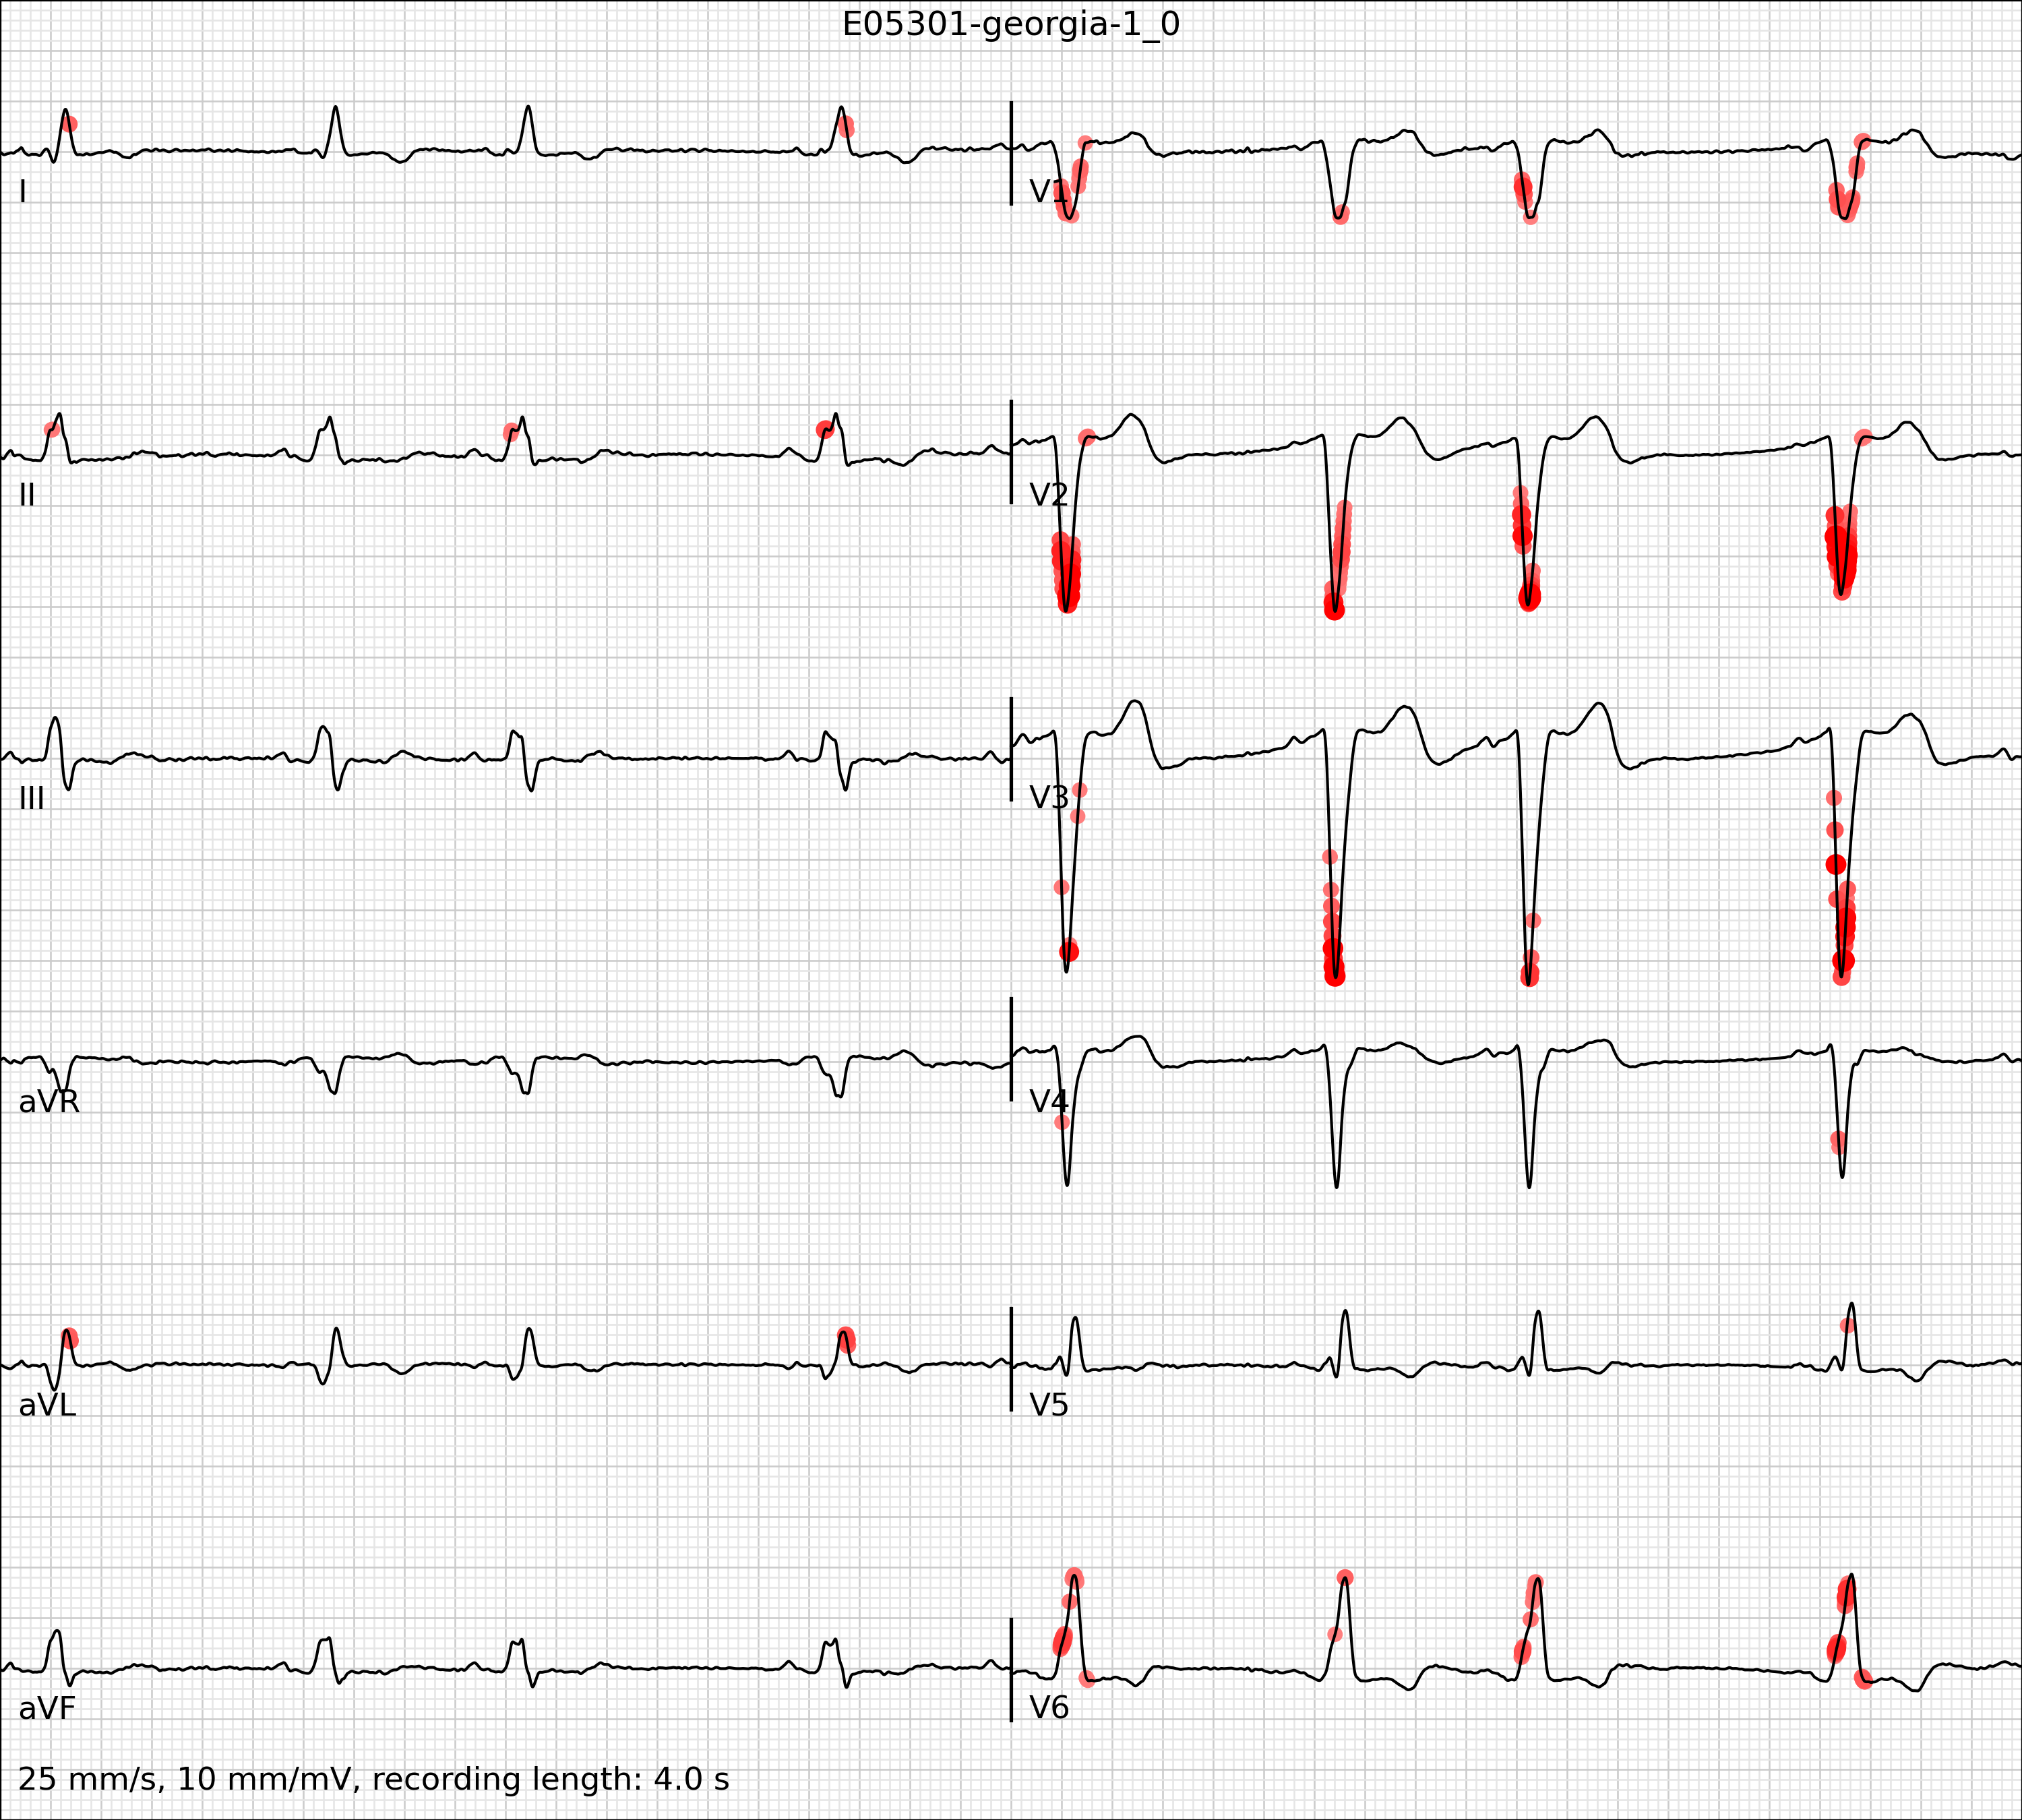 E05301-georgia-1_0
I
V1
II
V2
III
V3
aVR
V4
aVL
V5
aVF
V6
25 mm/s, 10 mm/mV, recording length: 4.0 s